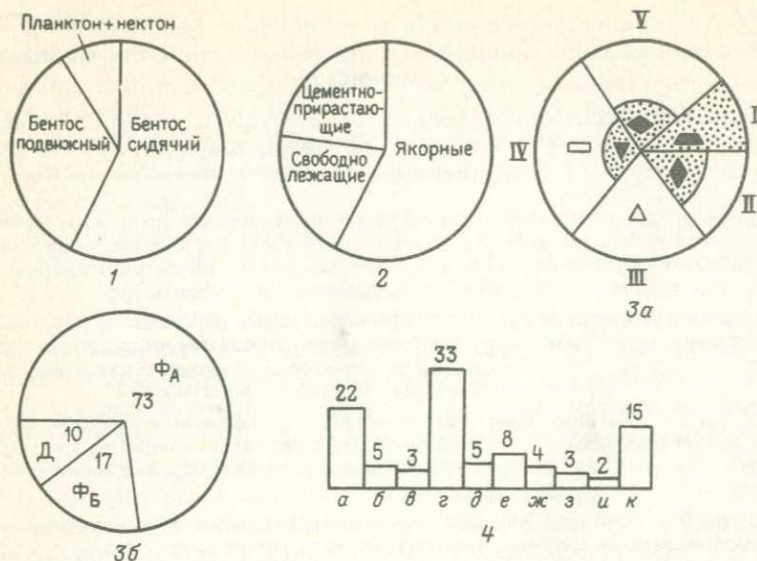 Планктон+нектон
Бентос
подвижный
Бентос
сидячий
1
Цементно-
прирастаю-
щие
Свободно
лежащие
Якорные
2
V
I
IV
II
III
3а
ФА
73
10
Д
17
ФБ
3б
22
5
3
33
5
8
4
3
2
15
а б в г д е ж з и к
4